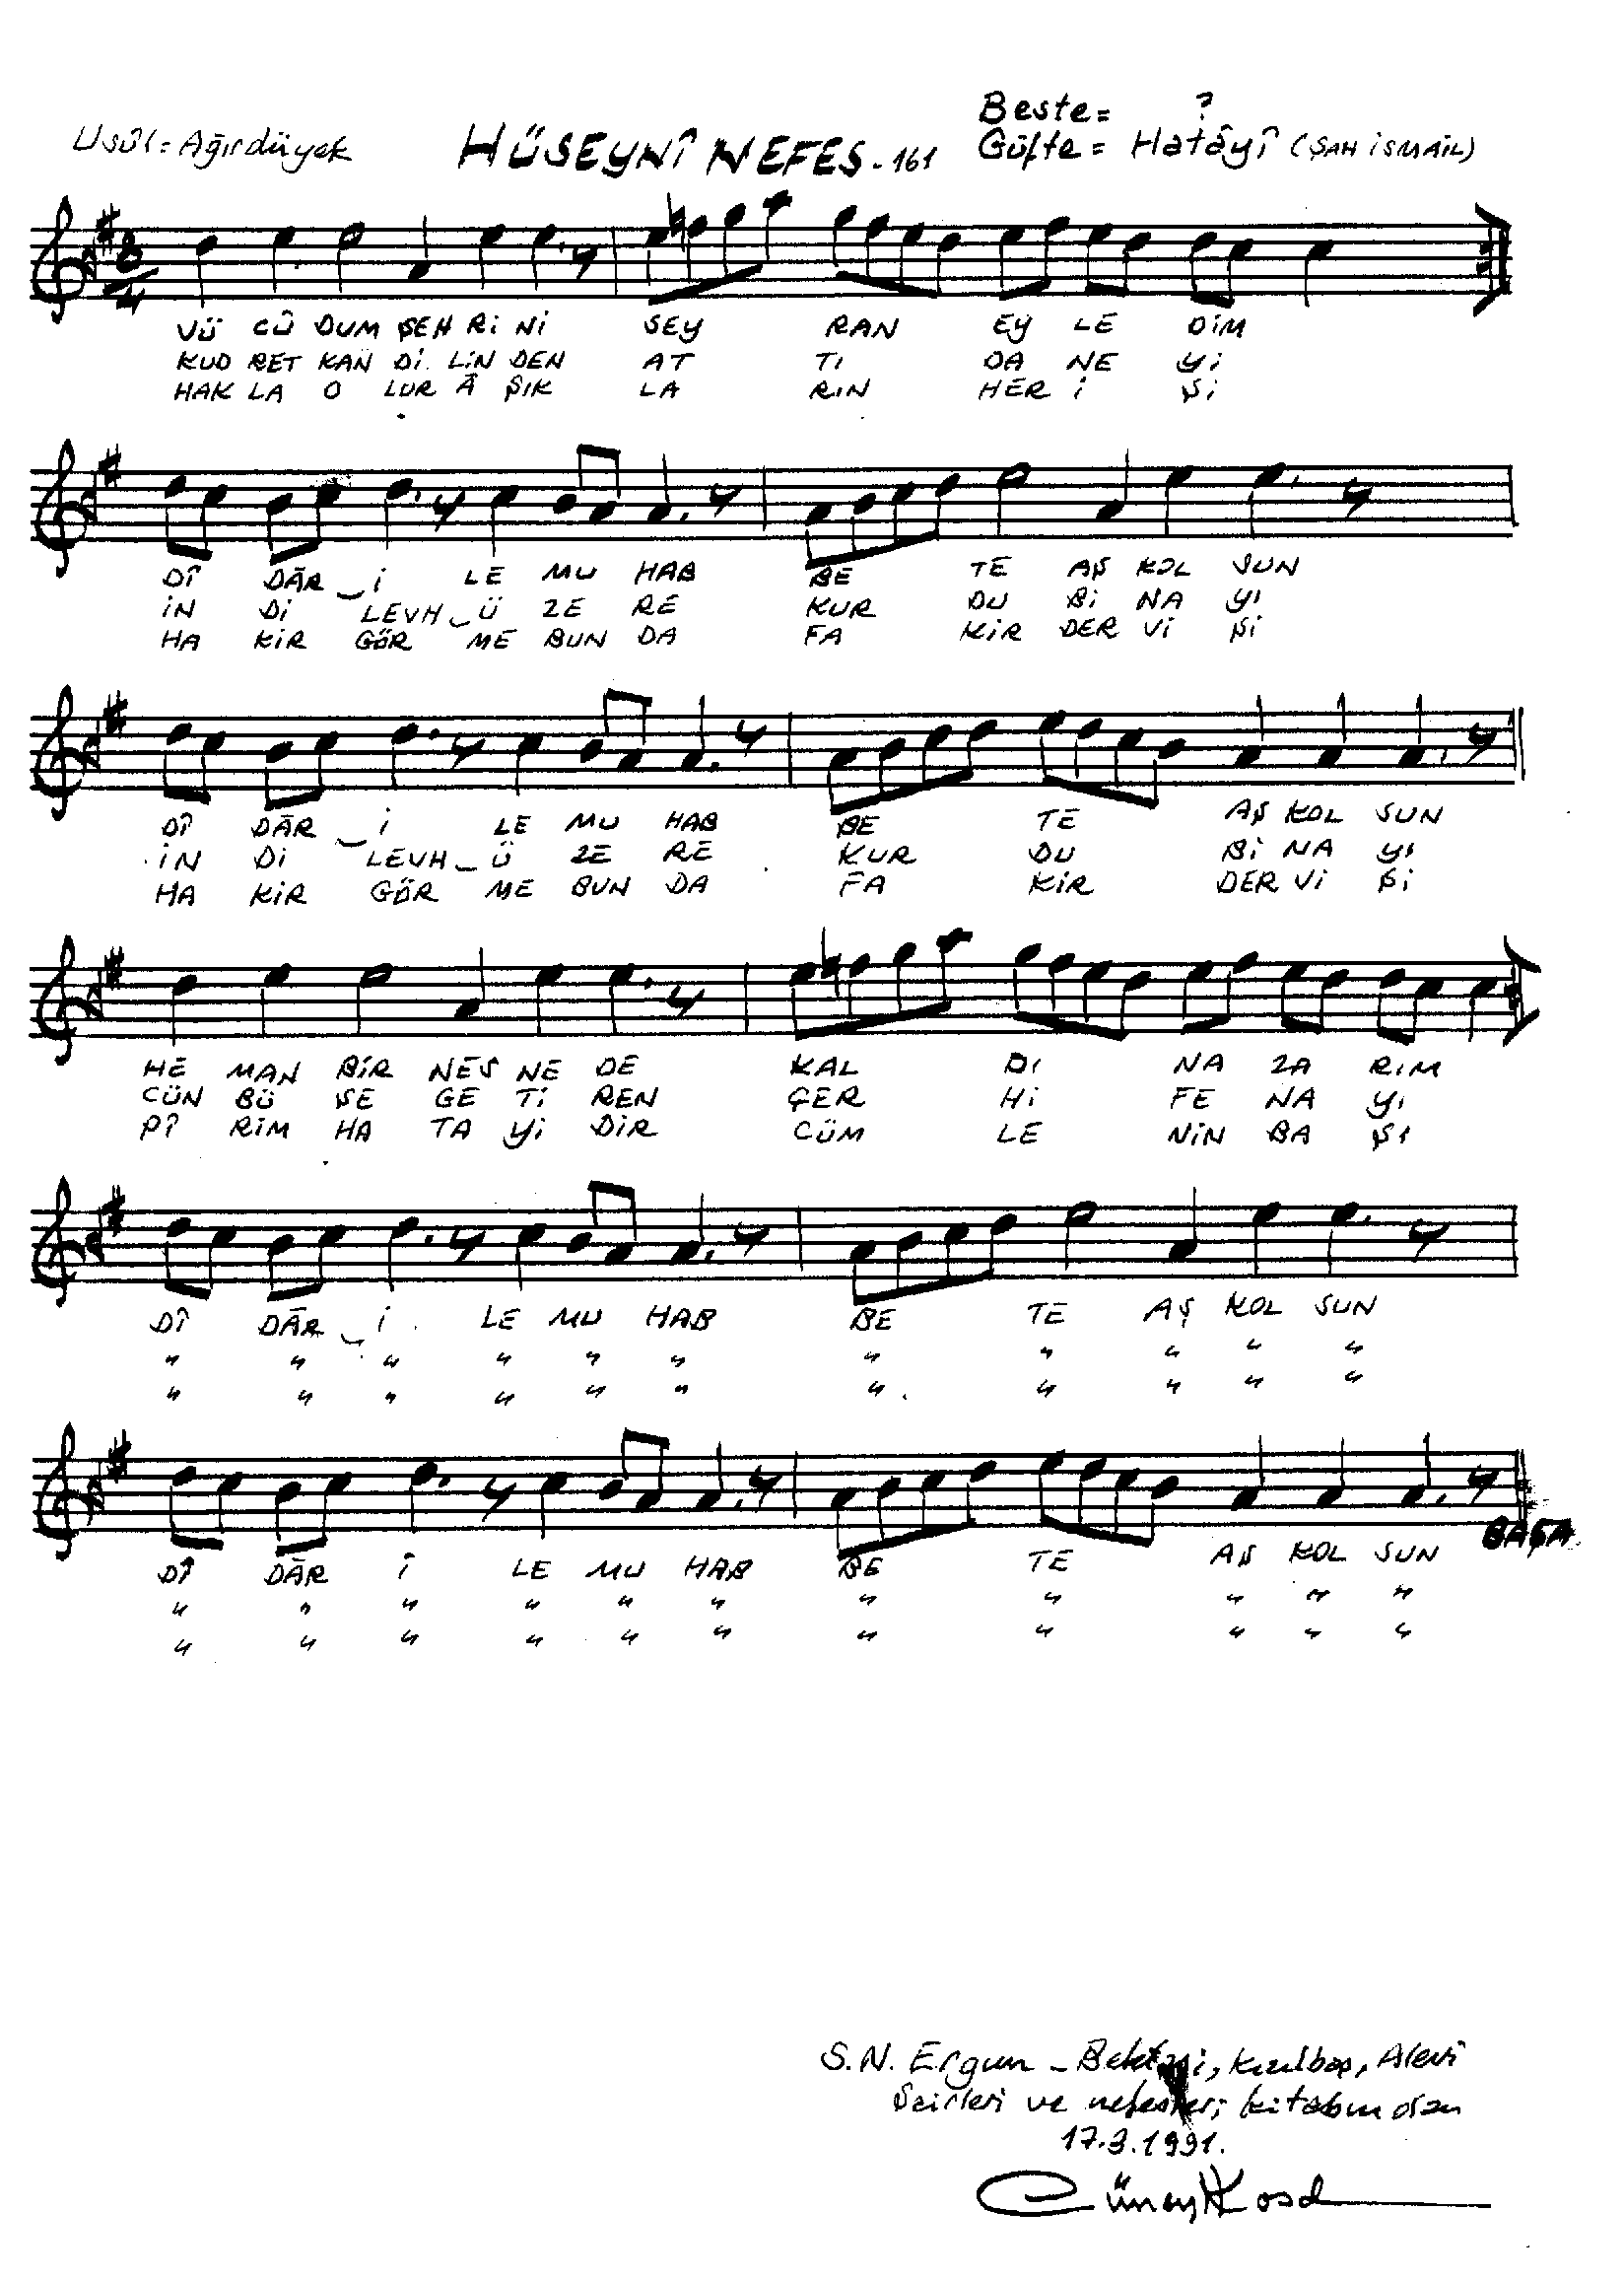 Beste = ?
Usûl = Ağırdüyek HÜSEYNÎ NEFES - 161 Güfte = Hatâyî (ŞAH İSMAİL)
8/4
VÜ CÛ DUM ŞEH Rİ Nİ SEY RAN EY LE DİM
KUD RET KAN Dİ LİN DEN AT TI DA NE Yİ
HAK LA O LUR Â ŞIK LA RIN HER İ Şİ
DÎ DÂR ‿ İ LE MU HAB BE TE AŞ KOL SUN
İN Dİ LEVH ‿ Ü ZE RE KUR DU Bİ NA YI
HA KİR GÖR ME BUN DA FA KİR DER Vİ Şİ
DÎ DÂR ‿ İ LE MU HAB BE TE AŞ KOL SUN
İN Dİ LEVH ‿ Ü ZE RE KUR DU Bİ NA YI
HA KİR GÖR ME BUN DA FA KİR DER Vİ Şİ
HE MAN BİR NES NE DE KAL DI NA ZA RIM
CÜN BÜ ŞE GE Tİ REN ÇER Hİ FE NA YI
PÎ RİM HA TA Yİ DİR CÜM LE NİN BA ŞI
DÎ DÂR ‿ İ LE MU HAB BE TE AŞ KOL SUN
" " " " " " " " " " "
" " " " " " " " " " "
BAŞA
DÎ DÂR İ LE MU HAB BE TE AŞ KOL SUN
" " " " " " " " " " "
" " " " " " " " " " "
S.N. Ergun - Bektaşi, Kızılbaş, Alevi
Şairleri ve nefesleri kitabından
17.3.1991.
Cüneyt Kosal